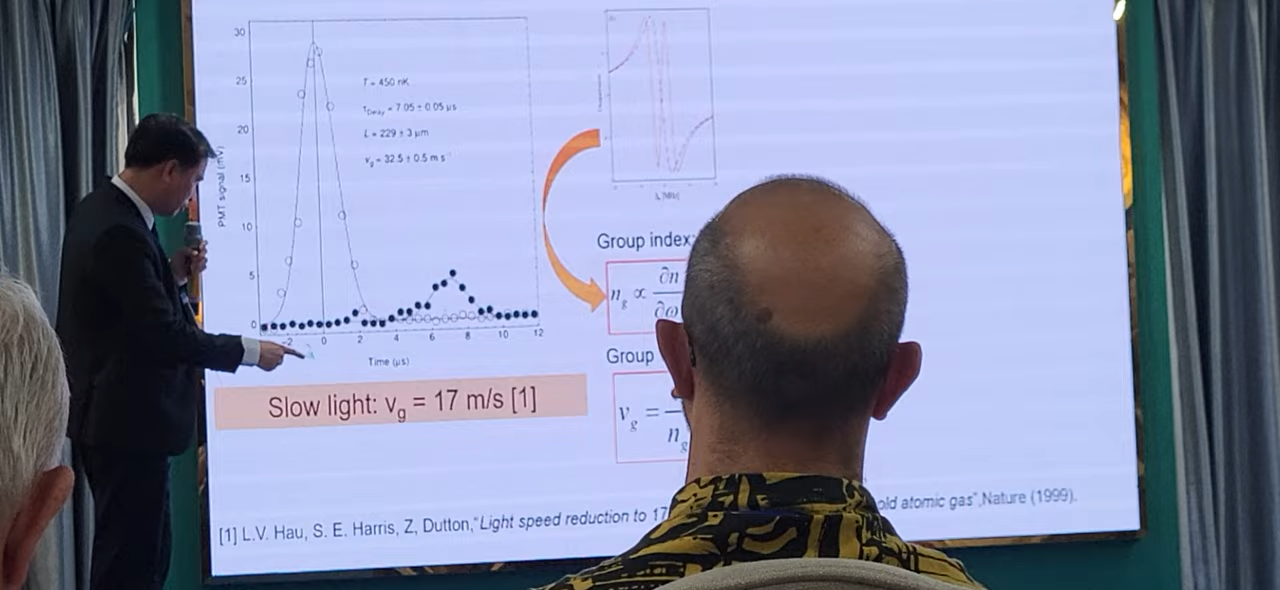 30
25
20
15
10
5
0
PMT signal (mV)
T = 450 nK
τDelay = 7.05 ± 0.05 μs
L = 229 ± 3 μm
vg = 32.5 ± 0.5 m s⁻¹
-2 0 2 4 6 8 10 12
Time (μs)
Slow light: vg = 17 m/s [1]
Group index:
ng ∝ ∂n
∂ω
Group
vg =
ng
[1] L.V. Hau, S. E. Harris, Z, Dutton,“Light speed reduction to 17 old atomic gas”,Nature (1999).